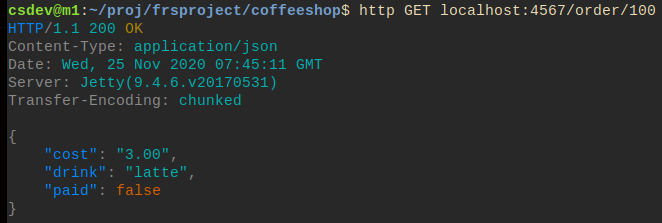 csdev@m1:~/proj/frsproject/coffeeshop$ http GET localhost:4567/order/100
HTTP/1.1 200 OK
Content-Type: application/json
Date: Wed, 25 Nov 2020 07:45:11 GMT
Server: Jetty(9.4.6.v20170531)
Transfer-Encoding: chunked

{
    "cost": "3.00",
    "drink": "latte",
    "paid": false
}